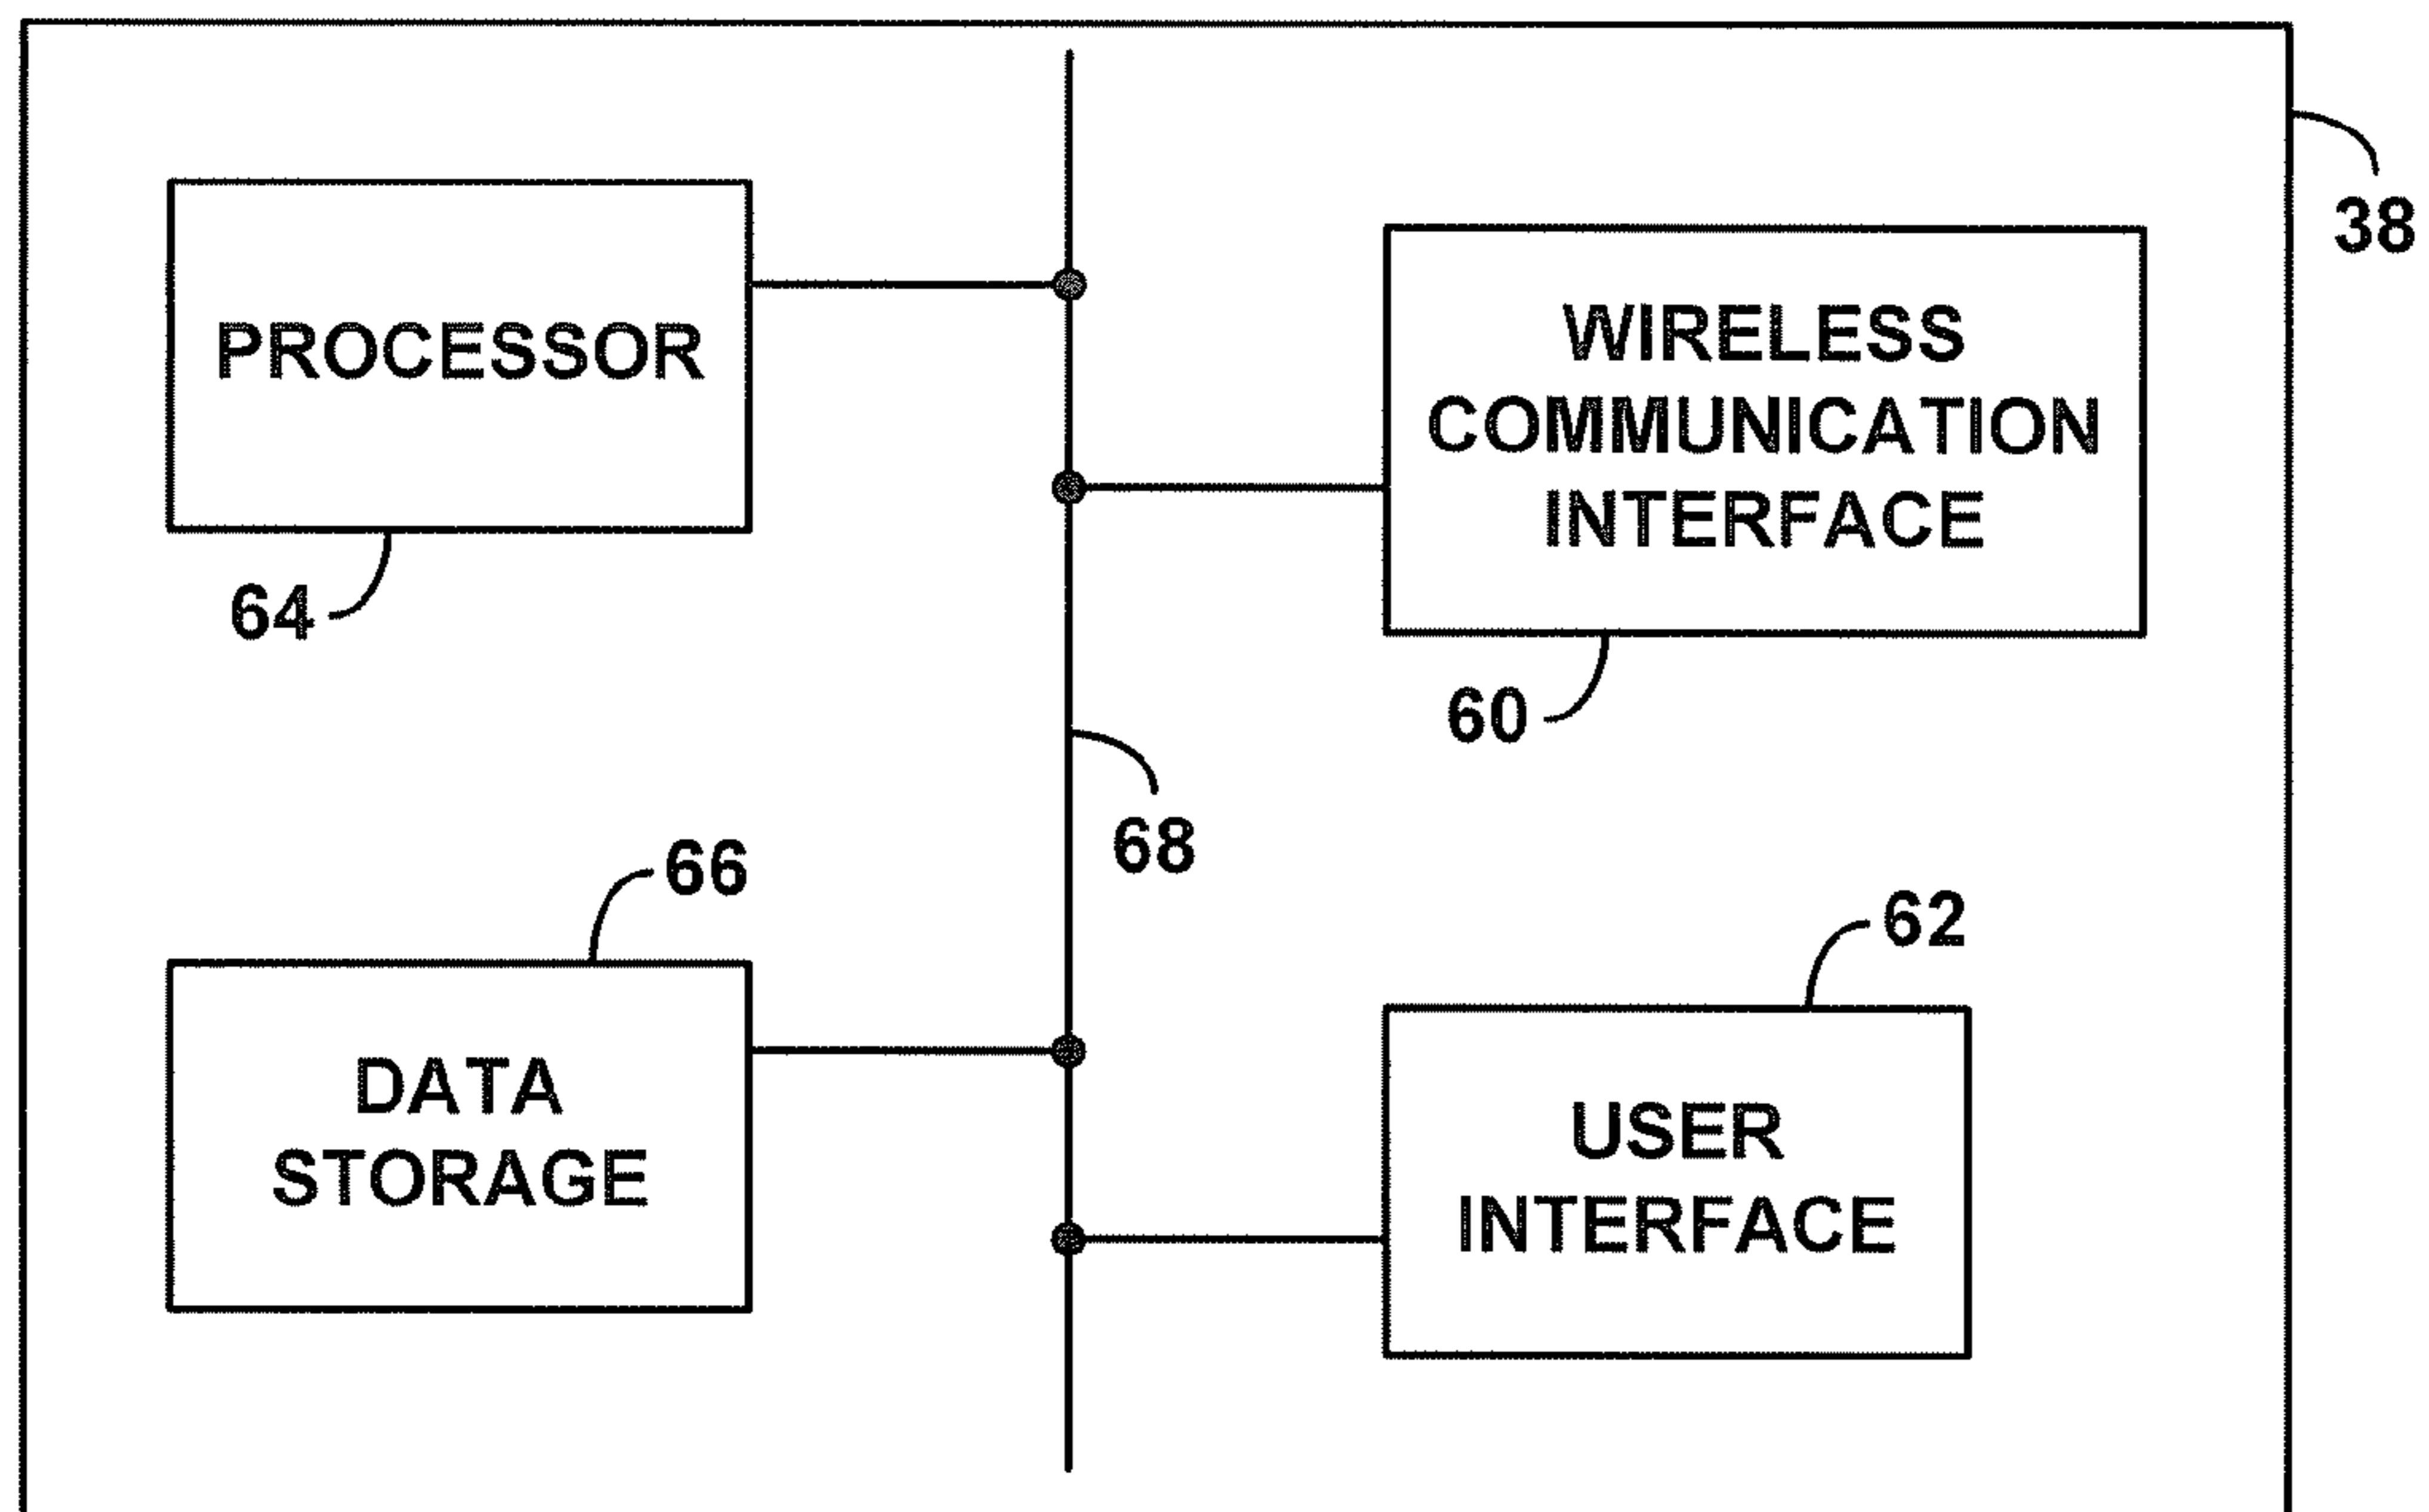 38
PROCESSOR
64
WIRELESS
COMMUNICATION
INTERFACE
60
68
66
DATA
STORAGE
62
USER
INTERFACE